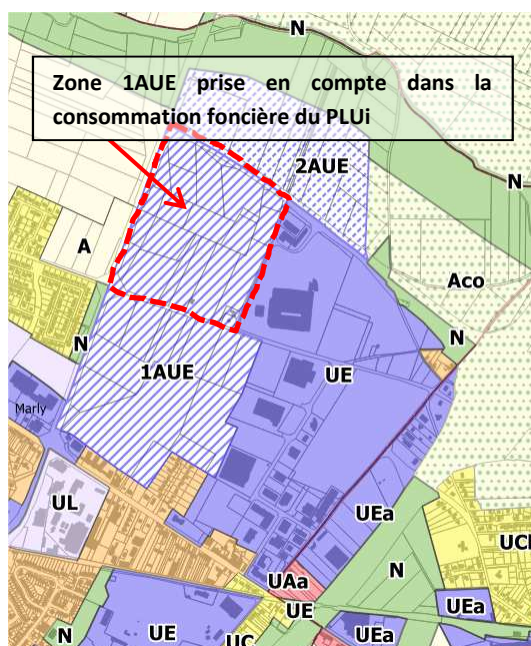 N
Zone 1AUE prise en compte dans la
consommation foncière du PLUi
2AUE
N
A
Aco
N
N
1AUE
UE
Marly
UL
UEa
UCl
UAa
N
UE
UEa
N
UE
UC
UEa